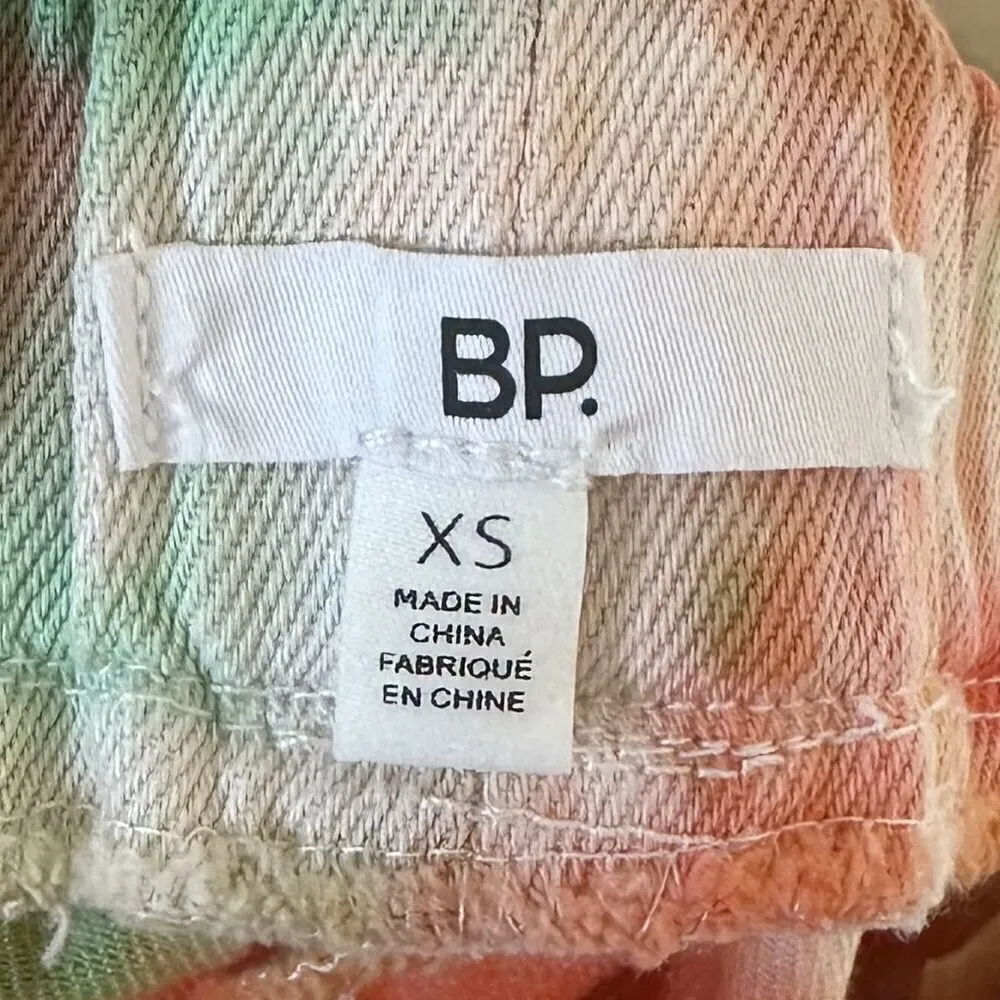 BP.
XS
MADE IN
CHINA
FABRIQUÉ
EN CHINE